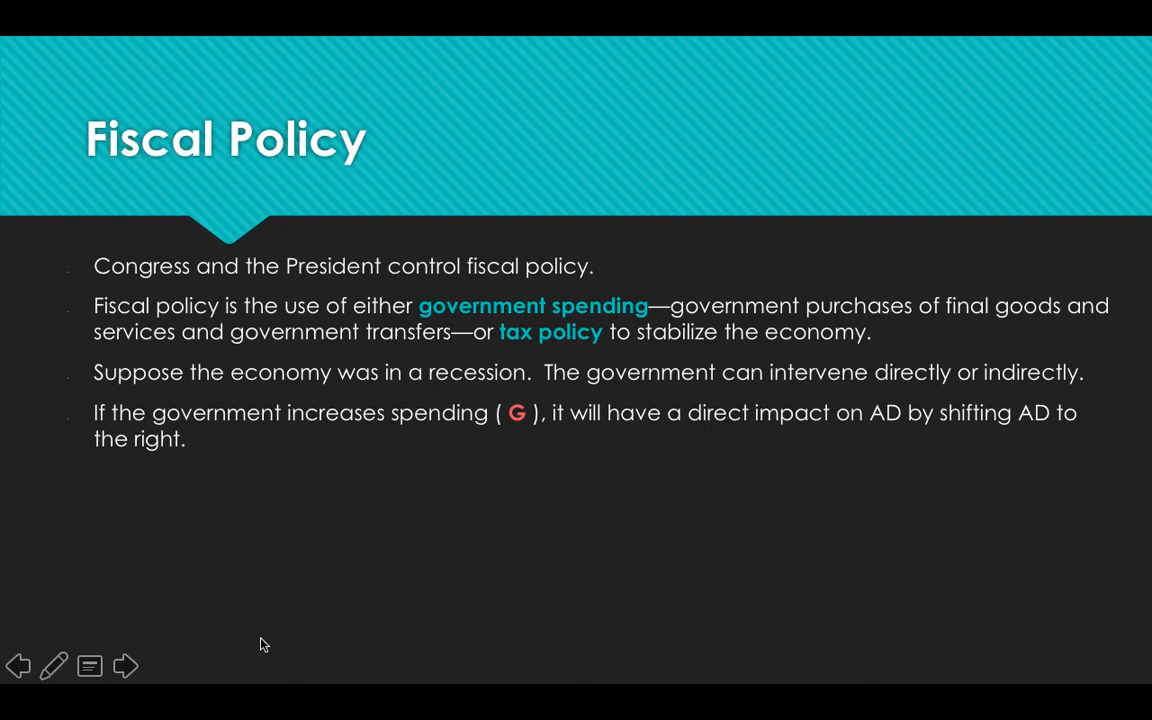 Fiscal Policy
Congress and the President control fiscal policy.
Fiscal policy is the use of either government spending—government purchases of final goods and
services and government transfers—or tax policy to stabilize the economy.
Suppose the economy was in a recession.  The government can intervene directly or indirectly.
If the government increases spending ( G ), it will have a direct impact on AD by shifting AD to
the right.